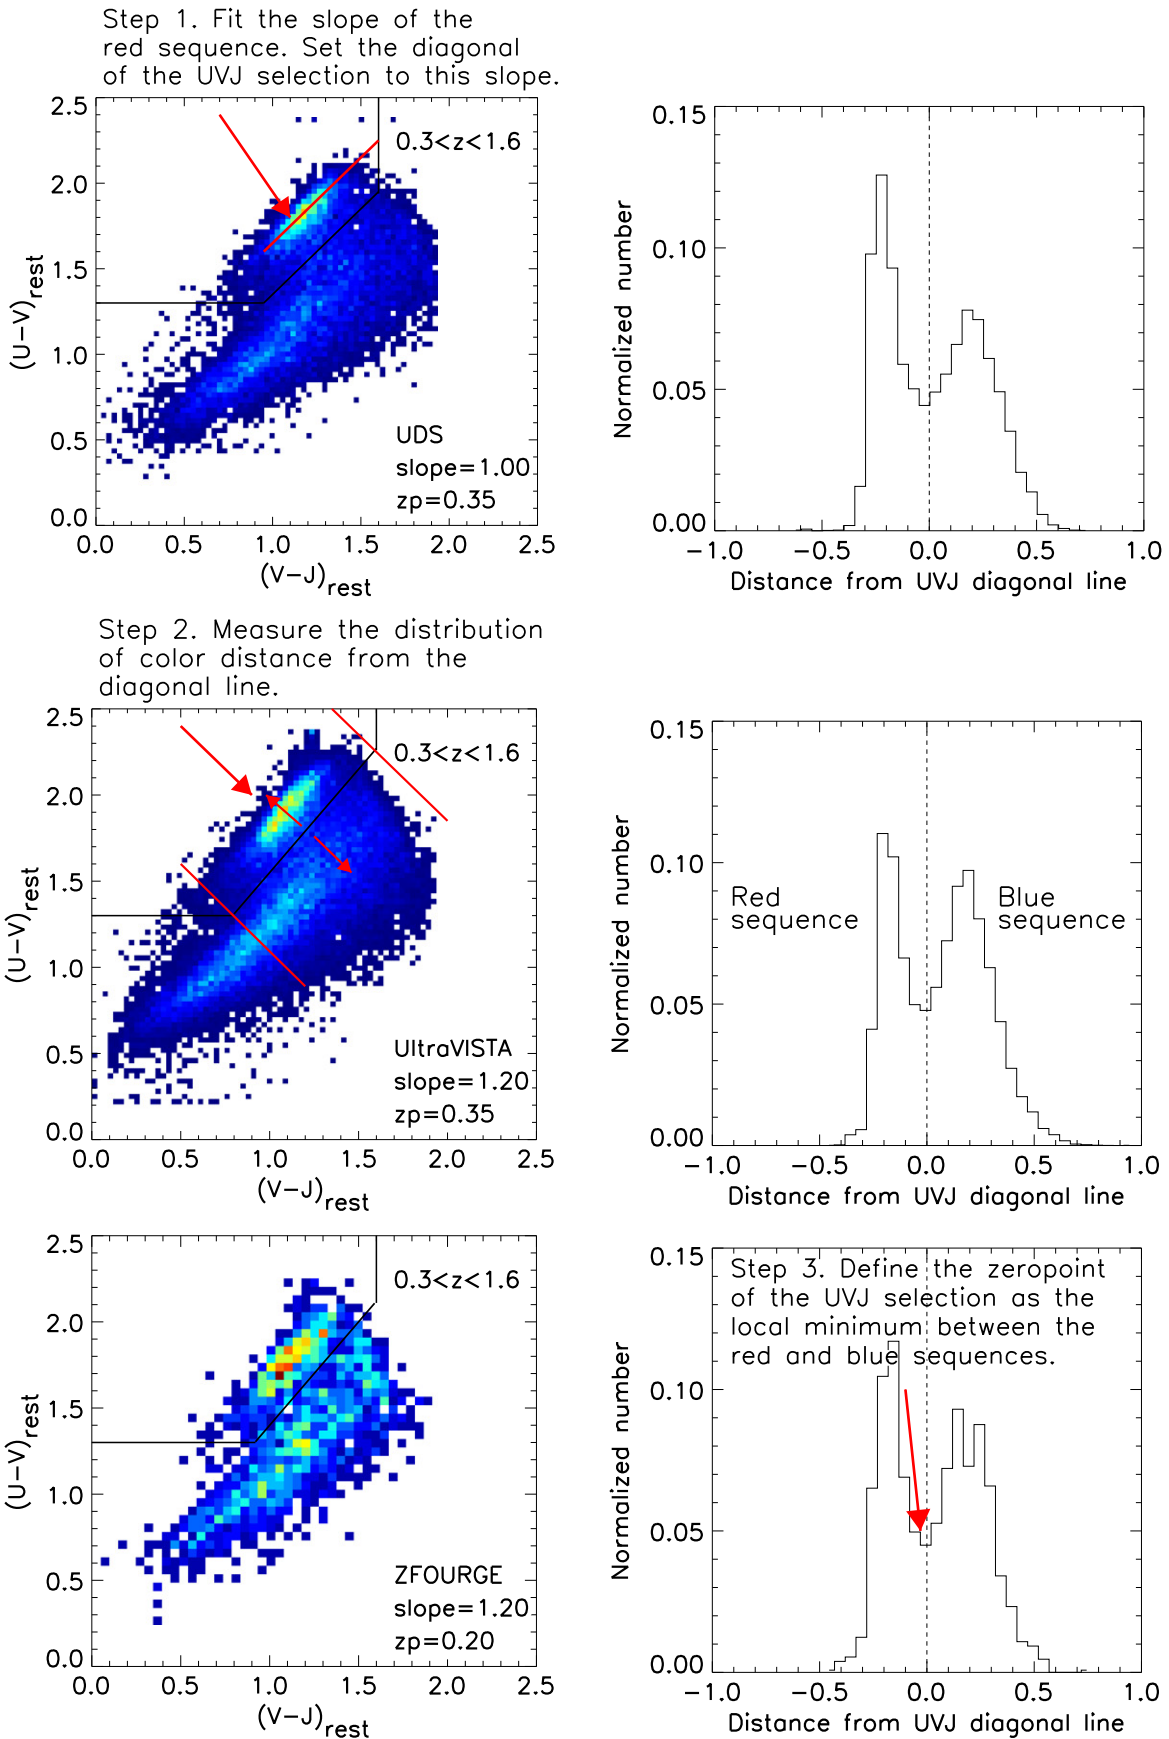 Step 1. Fit the slope of the
red sequence. Set the diagonal
of the UVJ selection to this slope.
2.5
2.0
1.5
1.0
0.5
0.0
(U−V)rest
0.3<z<1.6
UDS
slope=1.00
zp=0.35
0.0 0.5 1.0 1.5 2.0 2.5
(V−J)rest
0.15
0.10
0.05
0.00
Normalized number
−1.0 −0.5 0.0 0.5 1.0
Distance from UVJ diagonal line
Step 2. Measure the distribution
of color distance from the
diagonal line.
2.5
2.0
1.5
1.0
0.5
0.0
(U−V)rest
0.3<z<1.6
UltraVISTA
slope=1.20
zp=0.35
0.0 0.5 1.0 1.5 2.0 2.5
(V−J)rest
0.15
0.10
0.05
0.00
Normalized number
Red
sequence
Blue
sequence
−1.0 −0.5 0.0 0.5 1.0
Distance from UVJ diagonal line
2.5
2.0
1.5
1.0
0.5
0.0
(U−V)rest
0.3<z<1.6
ZFOURGE
slope=1.20
zp=0.20
0.0 0.5 1.0 1.5 2.0 2.5
(V−J)rest
0.15
0.10
0.05
0.00
Normalized number
Step 3. Define the zeropoint
of the UVJ selection as the
local minimum between the
red and blue sequences.
−1.0 −0.5 0.0 0.5 1.0
Distance from UVJ diagonal line